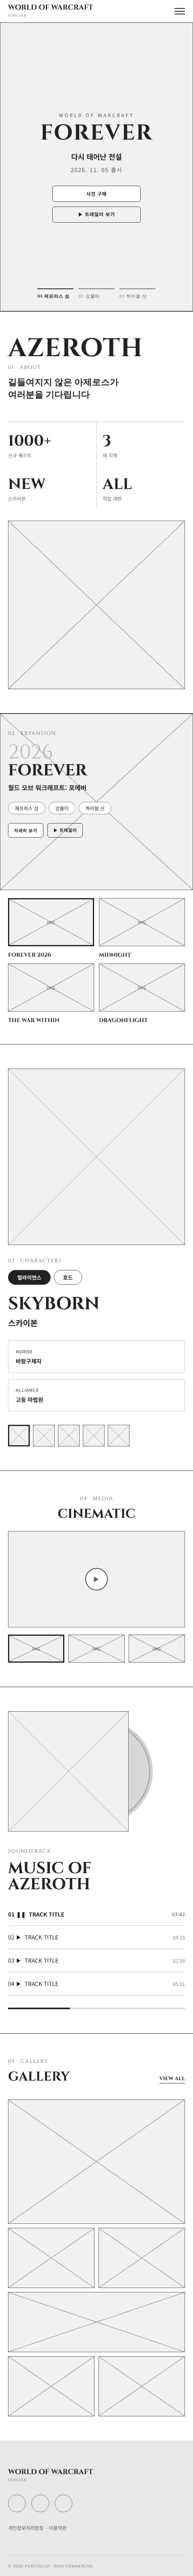 WORLD OF WARCRAFT
FOREVER
WORLD OF WARCRAFT
FOREVER
다시 태어난 전설
2026. 11. 05 출시
사전 구매
▶ 트레일러 보기
01 제프라스 섬
02 강울타
03 하이잘 산
AZEROTH
01 · ABOUT
길들여지지 않은 아제로스가
여러분을 기다립니다
1000+
신규 퀘스트
3
새 지역
NEW
스카이본
ALL
직업 개편
02 · EXPANSION
2026
FOREVER
월드 오브 워크래프트: 포에버
제프라스 섬
강울타
하이잘 산
자세히 보기
▶ 트레일러
FOREVER 2026
MIDNIGHT
THE WAR WITHIN
DRAGONFLIGHT
03 · CHARACTERS
얼라이언스
호드
SKYBORN
스카이본
HORDE
바람구체자
ALLIANCE
고등 마법원
04 · MEDIA
CINEMATIC
SOUNDTRACK
MUSIC OF
AZEROTH
01 ❚❚ TRACK TITLE 03:42
02 ▶ TRACK TITLE 04:15
03 ▶ TRACK TITLE 02:58
04 ▶ TRACK TITLE 05:01
05 · GALLERY
GALLERY
VIEW ALL
WORLD OF WARCRAFT
FOREVER
개인정보처리방침 · 이용약관
© 2026 PORTFOLIO · NON-COMMERCIAL